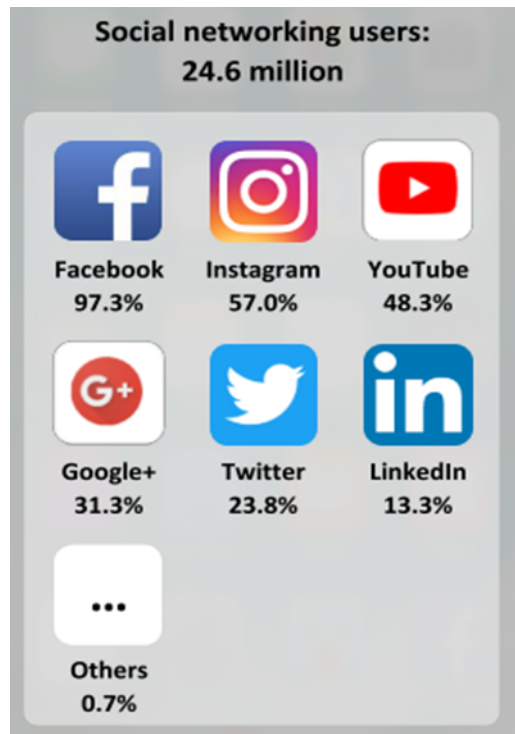 Social networking users:
24.6 million
f
Facebook
97.3%
Instagram
57.0%
YouTube
48.3%
G+
Google+
31.3%
Twitter
23.8%
in
LinkedIn
13.3%
...
Others
0.7%